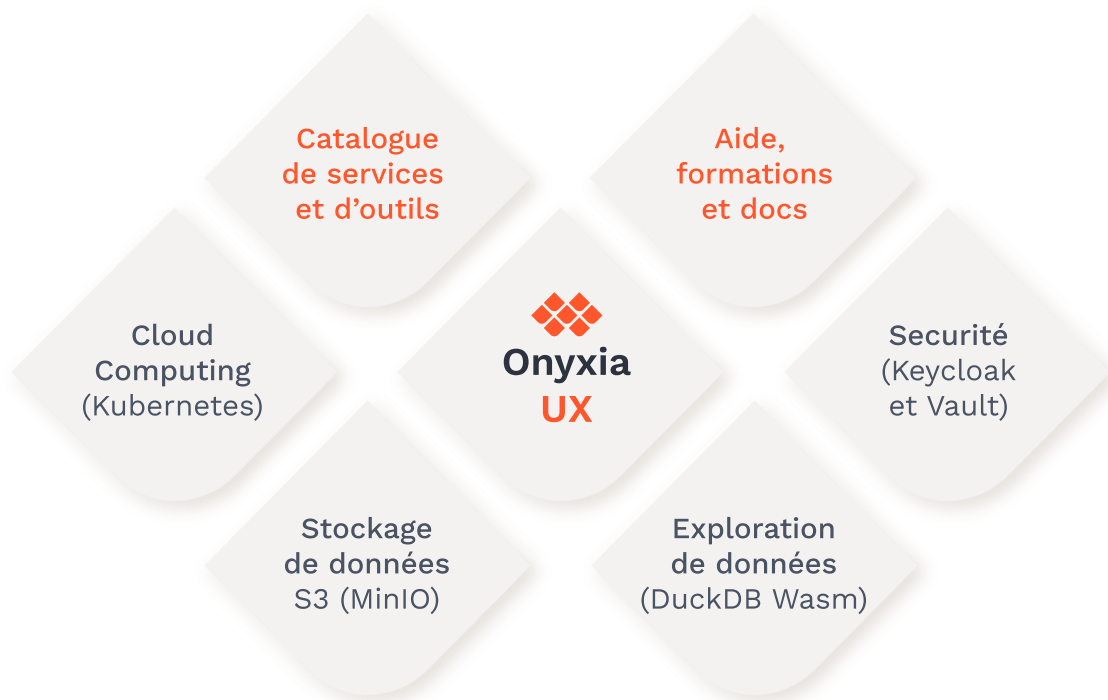 Catalogue
de services
et d’outils
Aide,
formations
et docs
Cloud
Computing
(Kubernetes)
Onyxia
UX
Securité
(Keycloak
et Vault)
Stockage
de données
S3 (MinIO)
Exploration
de données
(DuckDB Wasm)